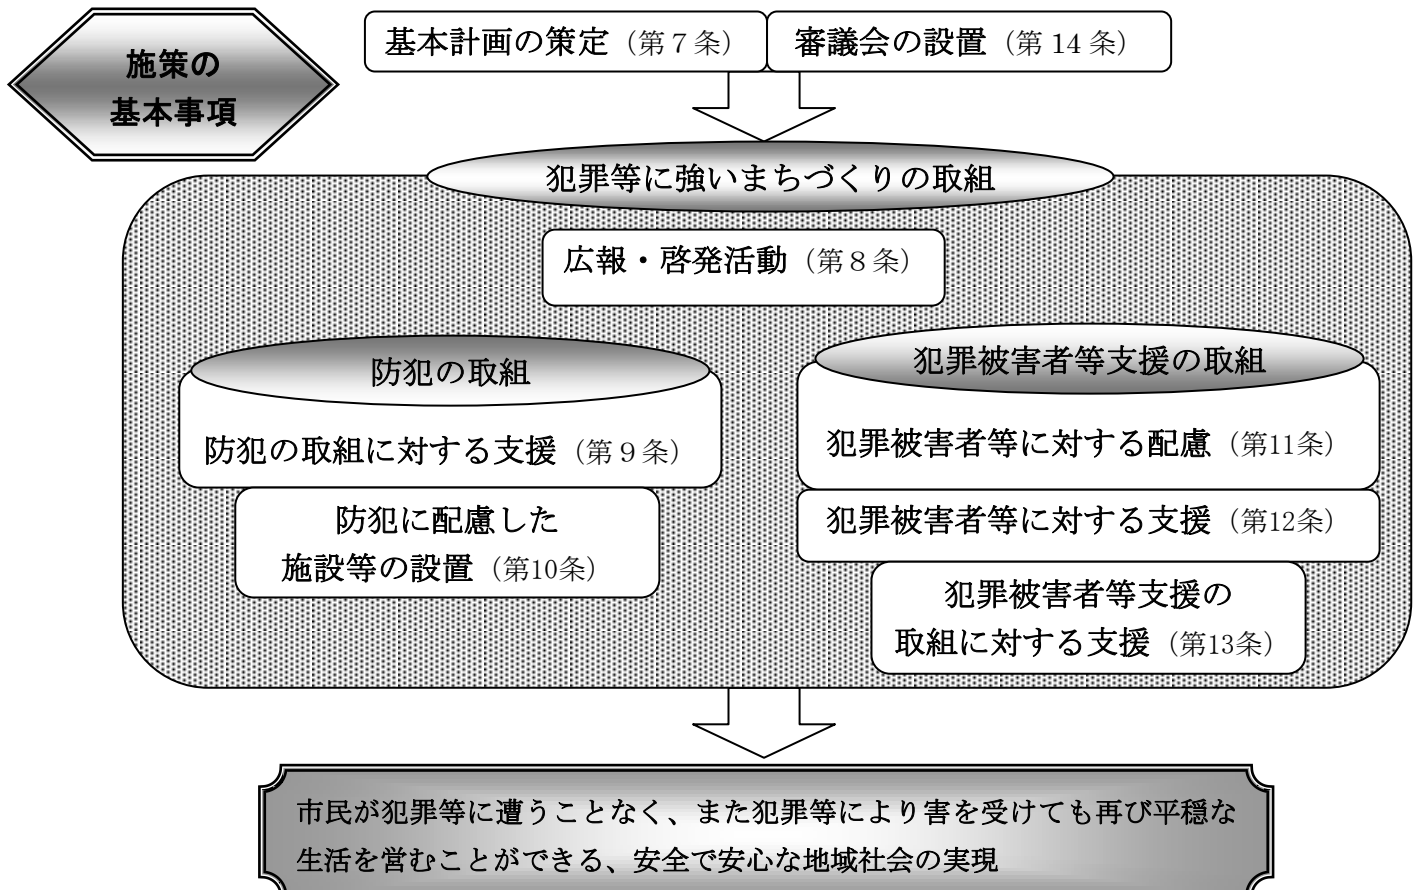 施策の
基本事項
基本計画の策定（第７条）
審議会の設置（第 14 条）
犯罪等に強いまちづくりの取組
広報・啓発活動（第８条）
防犯の取組
防犯の取組に対する支援（第９条）
防犯に配慮した
施設等の設置（第10条）
犯罪被害者等支援の取組
犯罪被害者等に対する配慮（第11条）
犯罪被害者等に対する支援（第12条）
犯罪被害者等支援の
取組に対する支援（第13条）
市民が犯罪等に遭うことなく、また犯罪等により害を受けても再び平穏な
生活を営むことができる、安全で安心な地域社会の実現